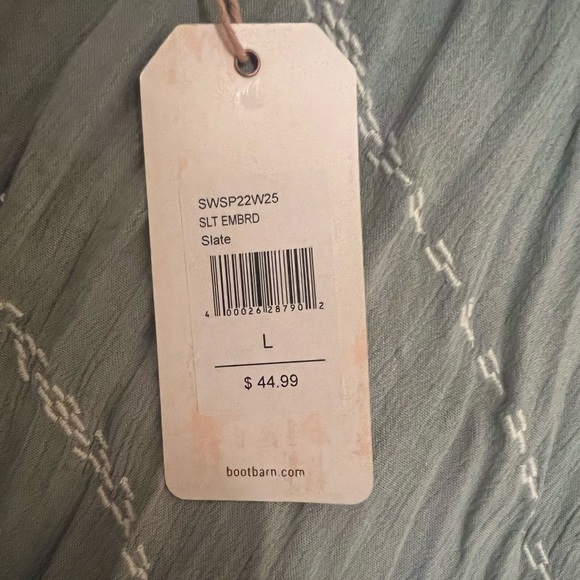 SWSP22W25
SLT EMBRD
Slate
4 00026 28790 2
L
$ 44.99
bootbarn.com